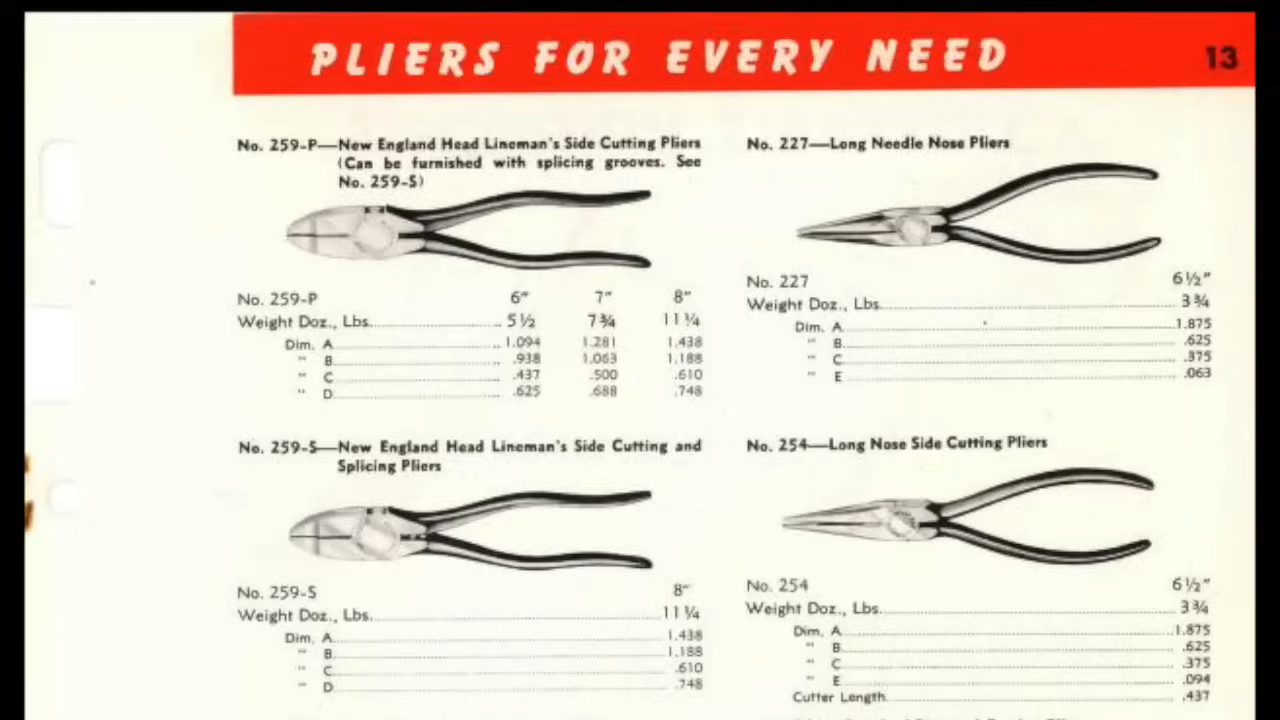 PLIERS FOR EVERY NEED 13
No. 259-P—New England Head Lineman's Side Cutting Pliers
(Can be furnished with splicing grooves. See
No. 259-S)
No. 259-P 6" 7" 8"
Weight Doz., Lbs. 5½ 7¾ 11¼
Dim. A 1.094 1.281 1.438
" B .938 1.063 1.188
" C .437 .500 .610
" D .625 .688 .748
No. 259-S—New England Head Lineman's Side Cutting and
Splicing Pliers
No. 259-S 8"
Weight Doz., Lbs. 11¼
Dim. A 1.438
" B 1.188
" C .610
" D .748
No. 227—Long Needle Nose Pliers
No. 227 6½"
Weight Doz., Lbs. 3¾
Dim. A 1.875
" B .625
" C .375
" E .063
No. 254—Long Nose Side Cutting Pliers
No. 254 6½"
Weight Doz., Lbs. 3¾
Dim. A 1.875
" B .625
" C .375
" E .094
Cutter Length .437